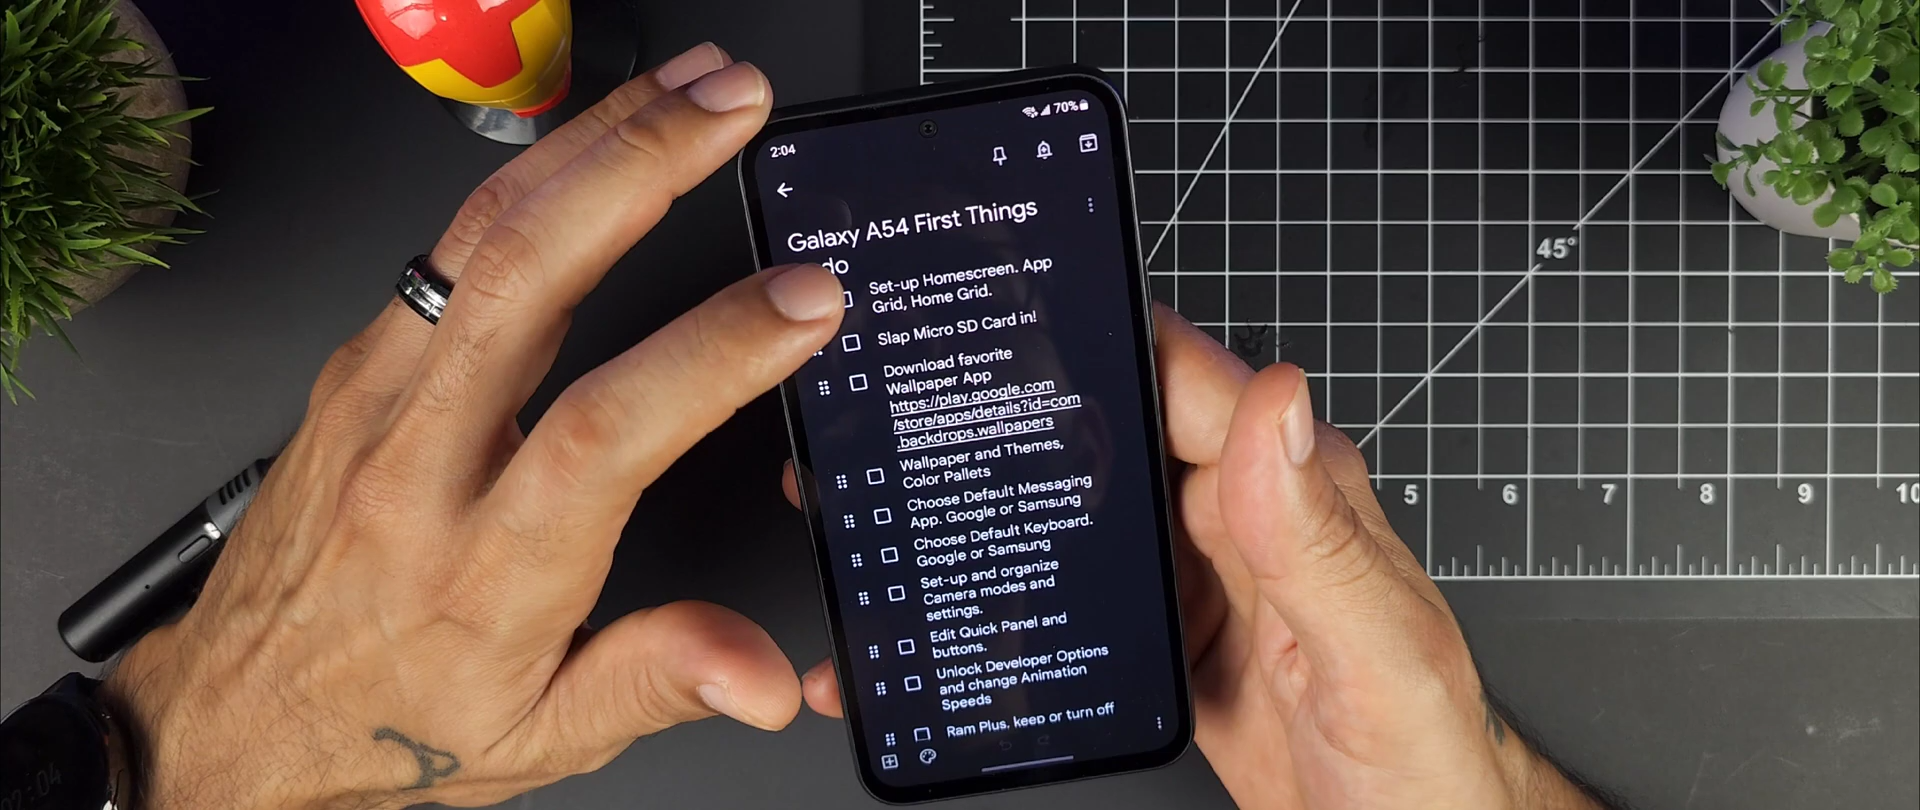 70%
2:04
Galaxy A54 First Things
do
Set-up Homescreen. App
Grid, Home Grid.
Slap Micro SD Card in!
Download favorite
Wallpaper App
https://play.google.com
/store/apps/details?id=com
.backdrops.wallpapers
Wallpaper and Themes,
Color Pallets
Choose Default Messaging
App. Google or Samsung
Choose Default Keyboard.
Google or Samsung
Set-up and organize
Camera modes and
settings.
Edit Quick Panel and
buttons.
Unlock Developer Options
and change Animation
Speeds
Ram Plus, keep or turn off
45°
5 6 7 8 9 10